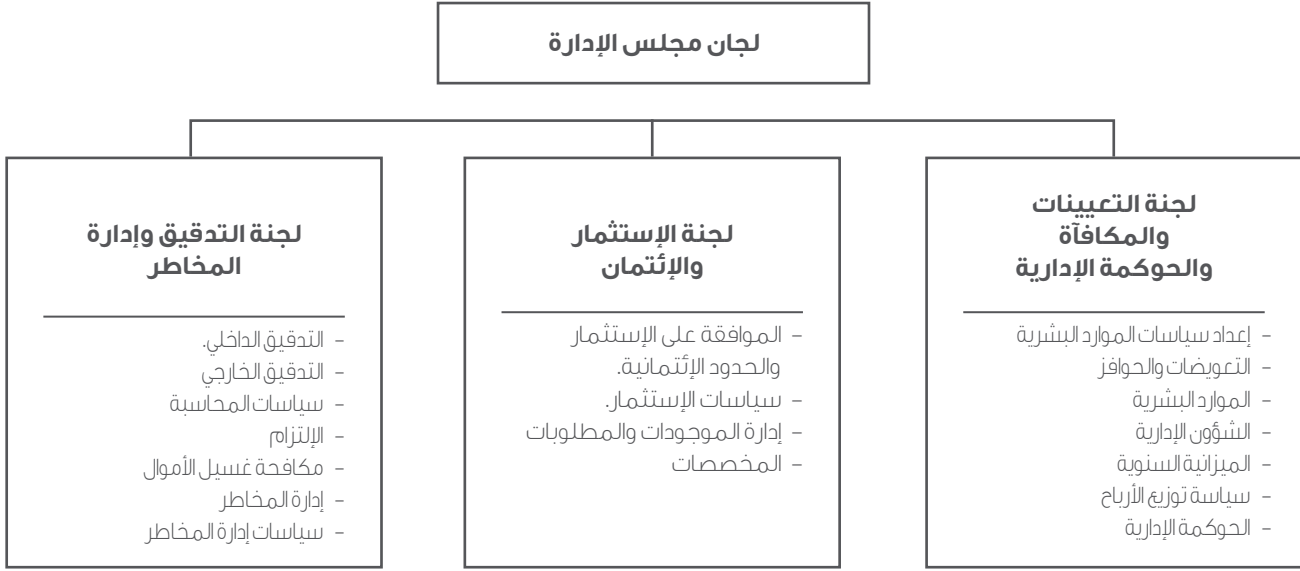 لجان مجلس الإدارة
لجنة التعيينات
والمكافآة
والحوكمة الإدارية
- إعداد سياسات الموارد البشرية
- التعويضات والحوافز
- الموارد البشرية
- الشؤون الإدارية
- الميزانية السنوية
- سياسة توزيع الأرباح
- الحوكمة الإدارية
لجنة الإستثمار
والإئتمان
- الموافقة على الإستثمار
والحدود الإئتمانية.
- سياسات الإستثمار.
- إدارة الموجودات والمطلوبات
- المخصصات
لجنة التدقيق وإدارة
المخاطر
- التدقيق الداخلي.
- التدقيق الخارجي
- سياسات المحاسبة
- الإلتزام
- مكافحة غسيل الأموال
- إدارة المخاطر
- سياسات إدارة المخاطر